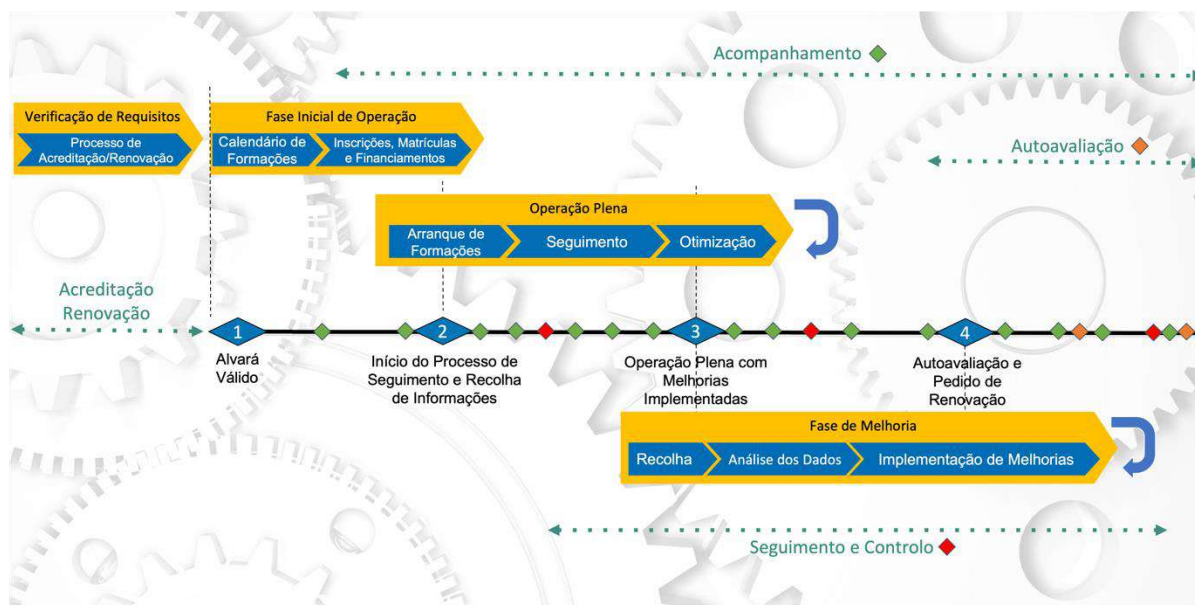 Acompanhamento
Verificação de Requisitos
Processo de
Acreditação/Renovação
Fase Inicial de Operação
Calendário de
Formações
Inscrições, Matrículas
e Financiamentos
Autoavaliação
Operação Plena
Arranque de
Formações
Seguimento
Otimização
Acreditação
Renovação
1
2
3
4
Alvará
Válido
Início do Processo de
Seguimento e Recolha
de Informações
Operação Plena com
Melhorias
Implementadas
Autoavaliação e
Pedido de
Renovação
Fase de Melhoria
Recolha
Análise dos Dados
Implementação de Melhorias
Seguimento e Controlo